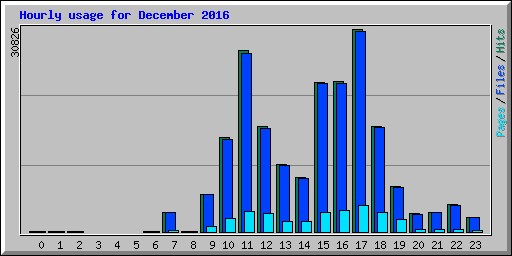 Hourly usage for December 2016
30826
Pages/Files/Hits
0 1 2 3 4 5 6 7 8 9 10 11 12 13 14 15 16 17 18 19 20 21 22 23